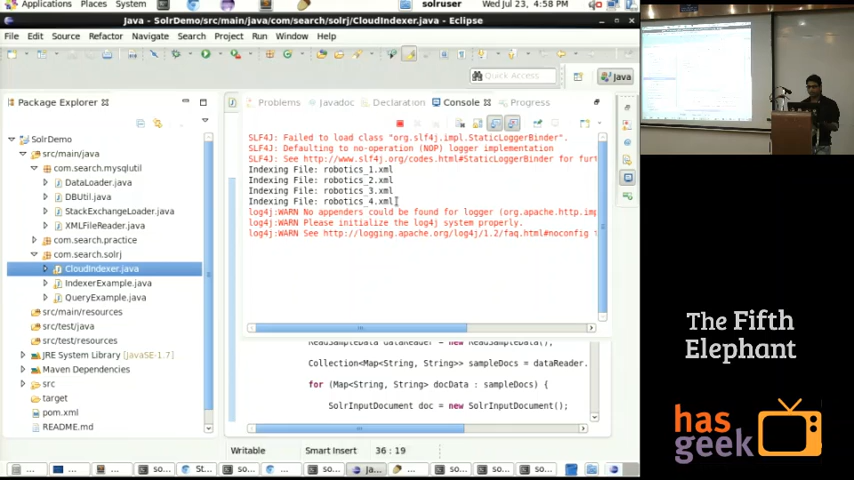 Applications Places System
solruser
Wed Jul 23, 4:58 PM
Java - SolrDemo/src/main/java/com/search/solrj/CloudIndexer.java - Eclipse
File Edit Source Refactor Navigate Search Project Run Window Help
Quick Access
Java
Package Explorer
Problems Javadoc Declaration Console Progress
SolrDemo
src/main/java
com.search.mysqlutil
DataLoader.java
DBUtil.java
StackExchangeLoader.java
XMLFileReader.java
com.search.practice
com.search.solrj
CloudIndexer.java
IndexerExample.java
QueryExample.java
src/main/resources
src/test/java
src/test/resources
JRE System Library [JavaSE-1.7]
Maven Dependencies
src
target
pom.xml
README.md
SLF4J: Failed to load class "org.slf4j.impl.StaticLoggerBinder".
SLF4J: Defaulting to no-operation (NOP) logger implementation
SLF4J: See http://www.slf4j.org/codes.html#StaticLoggerBinder for furt
Indexing File: robotics_1.xml
Indexing File: robotics_2.xml
Indexing File: robotics_3.xml
Indexing File: robotics_4.xml
log4j:WARN No appenders could be found for logger (org.apache.http.imp
log4j:WARN Please initialize the log4j system properly.
log4j:WARN See http://logging.apache.org/log4j/1.2/faq.html#noconfig
ReadSampleData dataReader = new ReadSampleData();
Collection<Map<String, String>> sampleDocs = dataReader.
for (Map<String, String> docData : sampleDocs) {
SolrInputDocument doc = new SolrInputDocument();
Writable Smart Insert 36 : 19
The Fifth
Elephant
has
geek